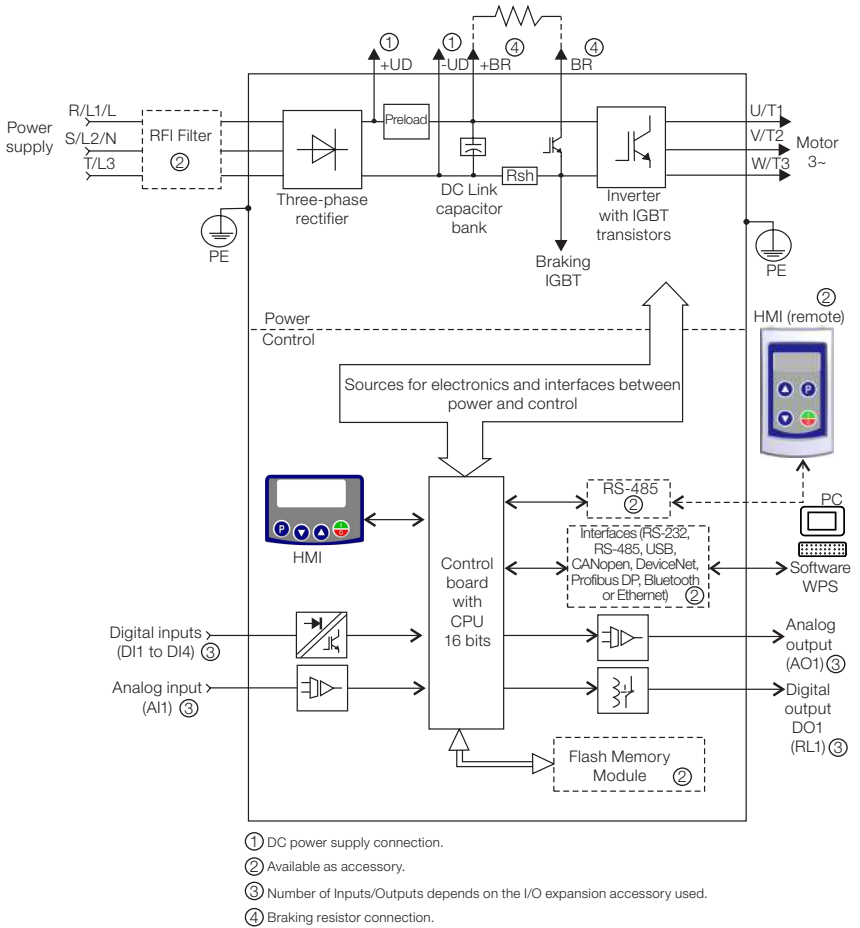 ① ① ④ ④
+UD -UD +BR BR
R/L1/L
S/L2/N
T/L3
Power
supply
RFI Filter
②
Preload
U/T1
V/T2
W/T3
Motor
3~
Three-phase
rectifier
DC Link
capacitor
bank
Rsh
Inverter
with IGBT
transistors
PE
Braking
IGBT
PE
Power
Control
②
HMI (remote)
P
Sources for electronics and interfaces between
power and control
P
HMI
Control
board
with
CPU
16 bits
RS-485
②
Interfaces (RS-232,
RS-485, USB,
CANopen, DeviceNet,
Profibus DP, Bluetooth
or Ethernet) ②
PC
Software
WPS
Digital inputs
(DI1 to DI4) ③
Analog input
(AI1) ③
Analog
output
(AO1) ③
Digital
output
DO1
(RL1) ③
Flash Memory
Module ②
① DC power supply connection.
② Available as accessory.
③ Number of Inputs/Outputs depends on the I/O expansion accessory used.
④ Braking resistor connection.